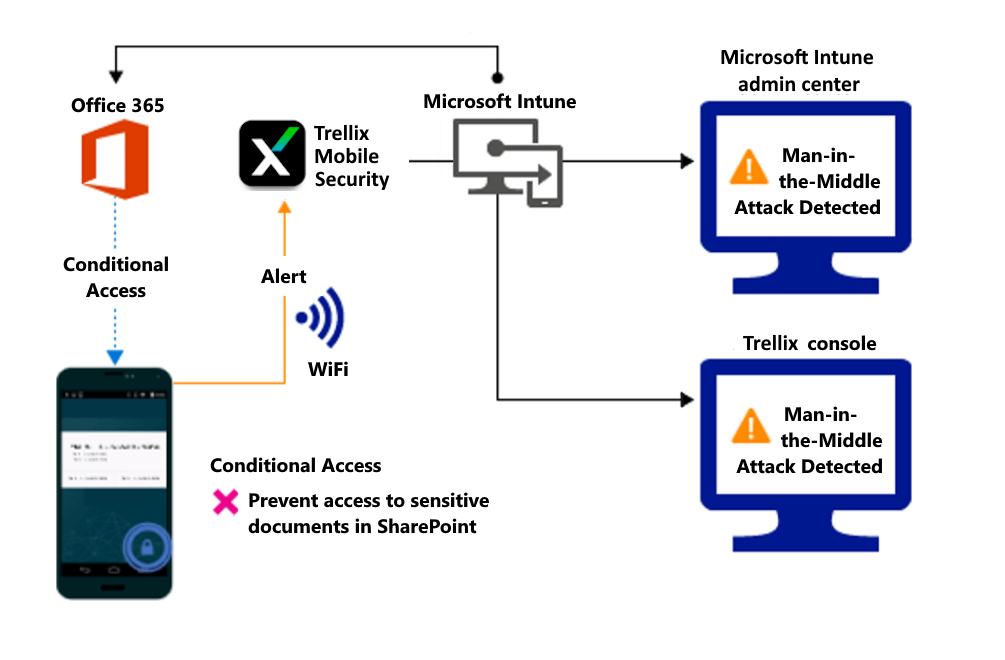 Microsoft Intune
admin center
Office 365
Microsoft Intune
Trellix
Mobile
Security
Man-in-
the-Middle
Attack Detected
Conditional
Access
Alert
WiFi
Trellix console
Man-in-
the-Middle
Attack Detected
Conditional Access
Prevent access to sensitive
documents in SharePoint